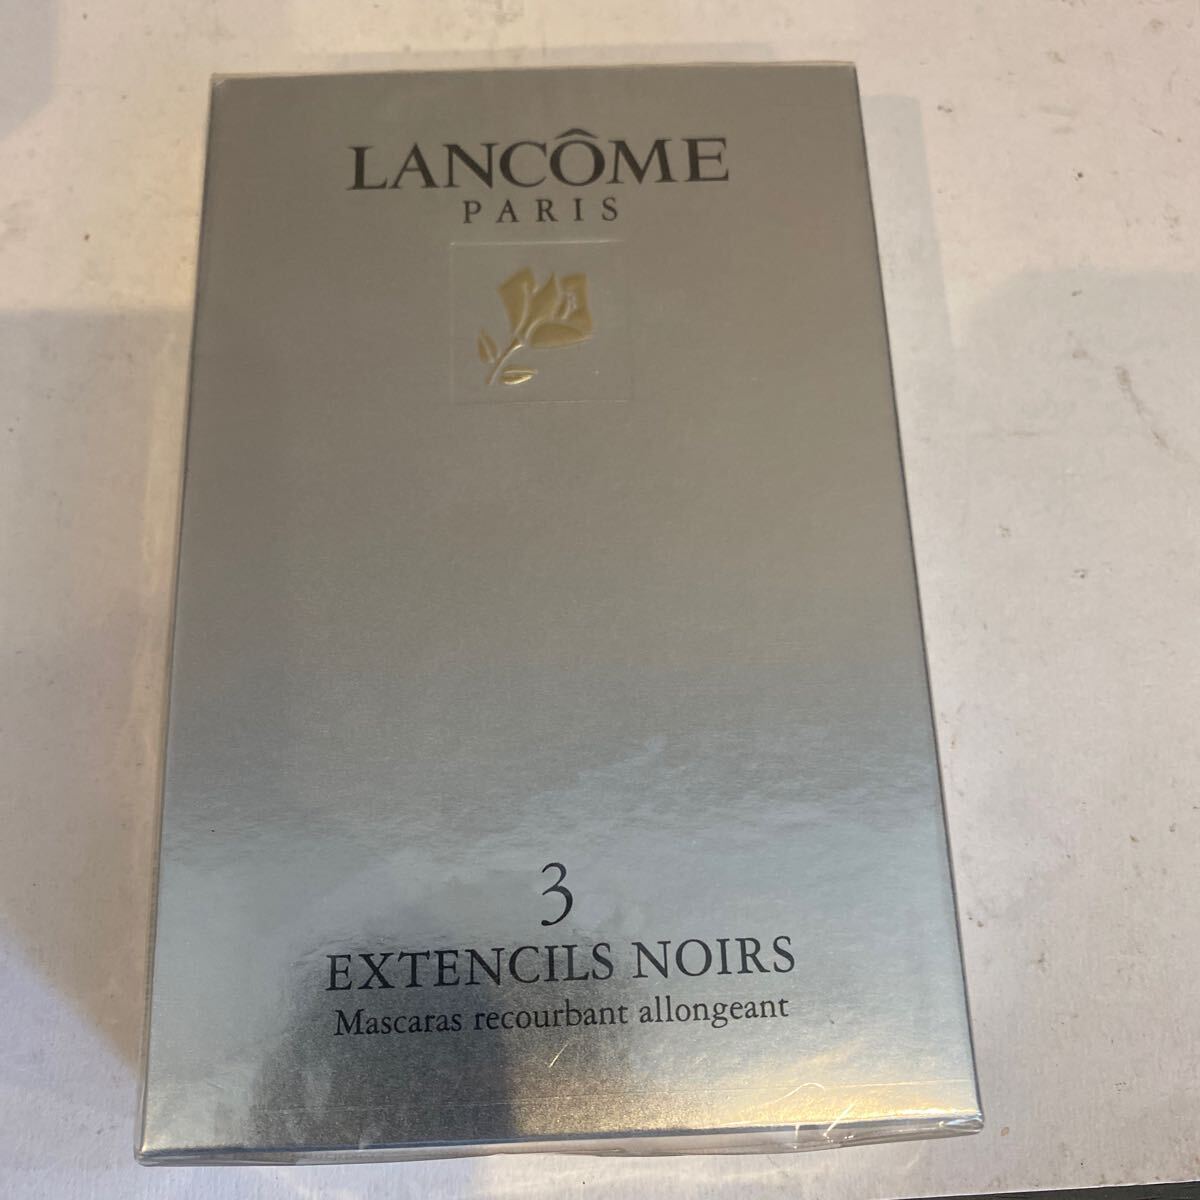 LANCÔME
PARIS
3
EXTENCILS NOIRS
Mascaras recourbant allongeant